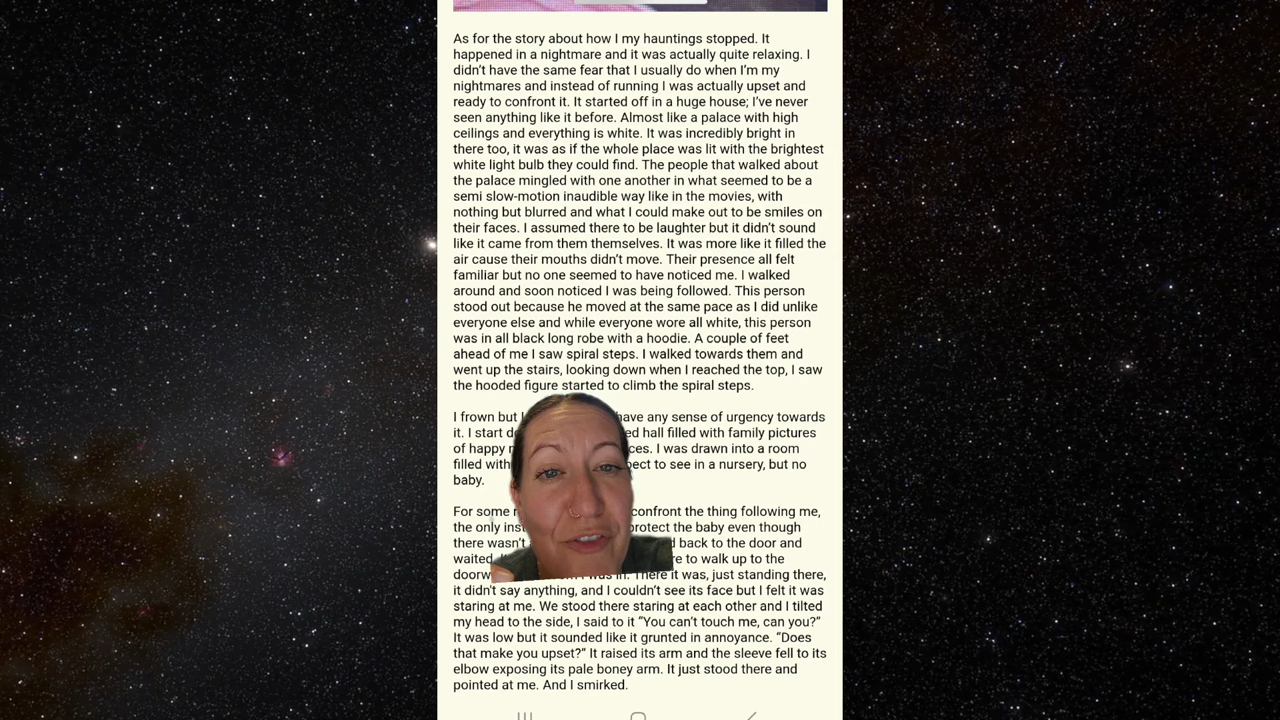 As for the story about how I my hauntings stopped. It
happened in a nightmare and it was actually quite relaxing. I
didn’t have the same fear that I usually do when I’m my
nightmares and instead of running I was actually upset and
ready to confront it. It started off in a huge house; I’ve never
seen anything like it before. Almost like a palace with high
ceilings and everything is white. It was incredibly bright in
there too, it was as if the whole place was lit with the brightest
white light bulb they could find. The people that walked about
the palace mingled with one another in what seemed to be a
semi slow-motion inaudible way like in the movies, with
nothing but blurred and what I could make out to be smiles on
their faces. I assumed there to be laughter but it didn’t sound
like it came from them themselves. It was more like it filled the
air cause their mouths didn’t move. Their presence all felt
familiar but no one seemed to have noticed me. I walked
around and soon noticed I was being followed. This person
stood out because he moved at the same pace as I did unlike
everyone else and while everyone wore all white, this person
was in all black long robe with a hoodie. A couple of feet
ahead of me I saw spiral steps. I walked towards them and
went up the stairs, looking down when I reached the top, I saw
the hooded figure started to climb the spiral steps.
I frown but have any sense of urgency towards
it. I start hall filled with family pictures
of happy I was drawn into a room
filled with to see in a nursery, but no
baby.
For some confront the thing following me,
the only protect the baby even though
there wasn’t back to the door and
waited. to walk up to the
I was in. There it was, just standing there,
it didn't say anything, and I couldn’t see its face but I felt it was
staring at me. We stood there staring at each other and I tilted
my head to the side, I said to it “You can’t touch me, can you?”
It was low but it sounded like it grunted in annoyance. “Does
that make you upset?” It raised its arm and the sleeve fell to its
elbow exposing its pale boney arm. It just stood there and
pointed at me. And I smirked.